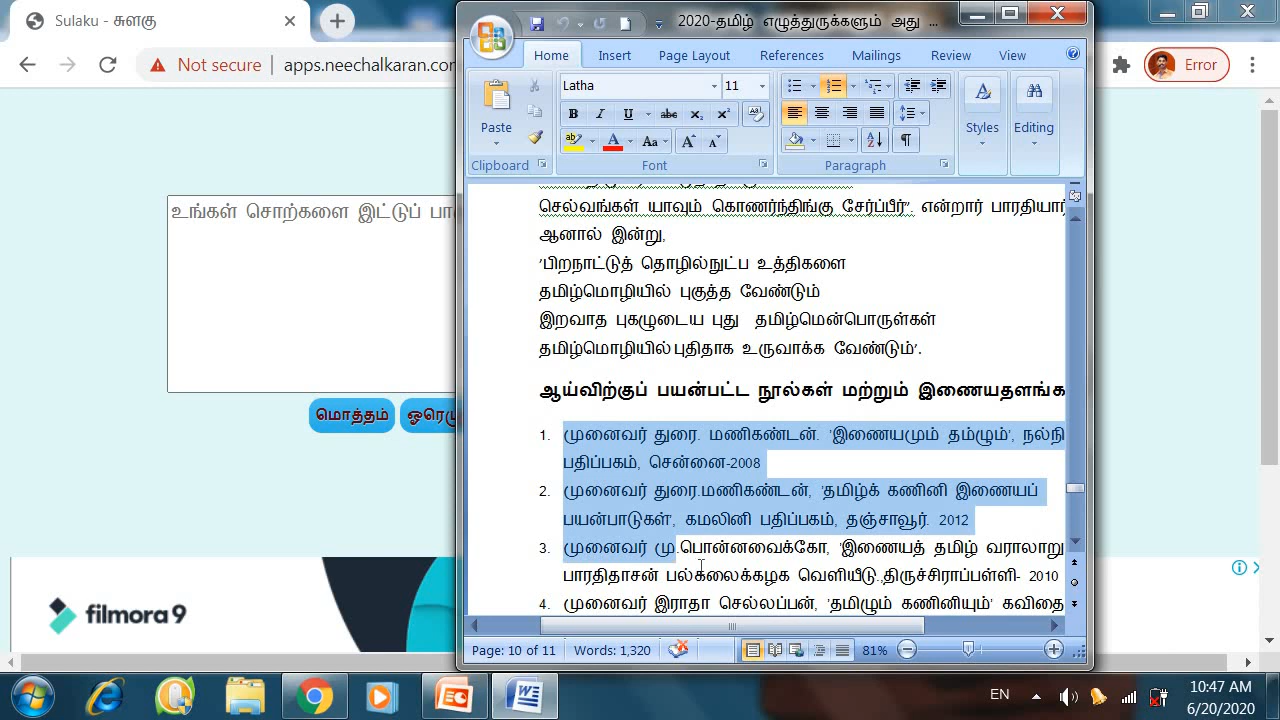 Sulaku - சுளகு
Not secure
apps.neechalkaran.cor
Error
உங்கள் சொற்களை இட்டுப்
மொத்தம்
filmora 9
2020-தமிழ் எழுத்துருக்களும் அது ...
Home Insert Page Layout References Mailings Review View
Latha 11
Paste
Styles
Editing
Clipboard Font Paragraph
செல்வங்கள் யாவும் கொணர்ந்திங்கு சேர்ப்பீர்". என்றார்
ஆனால் இன்று,
'பிறநாட்டுத் தொழில்நுட்ப உத்திகளை
தமிழ்மொழியில் புகுத்த வேண்டும்
இறவாத புகழுடைய புது தமிழ்மென்பொருள்கள்
தமிழ்மொழியில் புதிதாக உருவாக்க வேண்டும்'.
ஆய்விற்குப் பயன்பட்ட நூல்கள் மற்றும் இணையதளங்க
1. முனைவர் துரை. மணிகண்டன். 'இணையமும் தம்ழும்', நல்நி
பதிப்பகம், சென்னை-2008
2. முனைவர் துரை.மணிகண்டன், 'தமிழ்க் கணினி இணையப்
பயன்பாடுகள்', கமலினி பதிப்பகம், தஞ்சாவூர். 2012
3. முனைவர் மு.பொன்னவைக்கோ, 'இணையத் தமிழ் வராலாறு
பாரதிதாசன் பல்கலைக்கழக வெளியீடு.,திருச்சிராப்பள்ளி- 2010
4. முனைவர் இராதா செல்லப்பன், 'தமிழும் கணினியும்' கவிதை
Page: 10 of 11 Words: 1,320 81%
EN
10:47 AM
6/20/2020